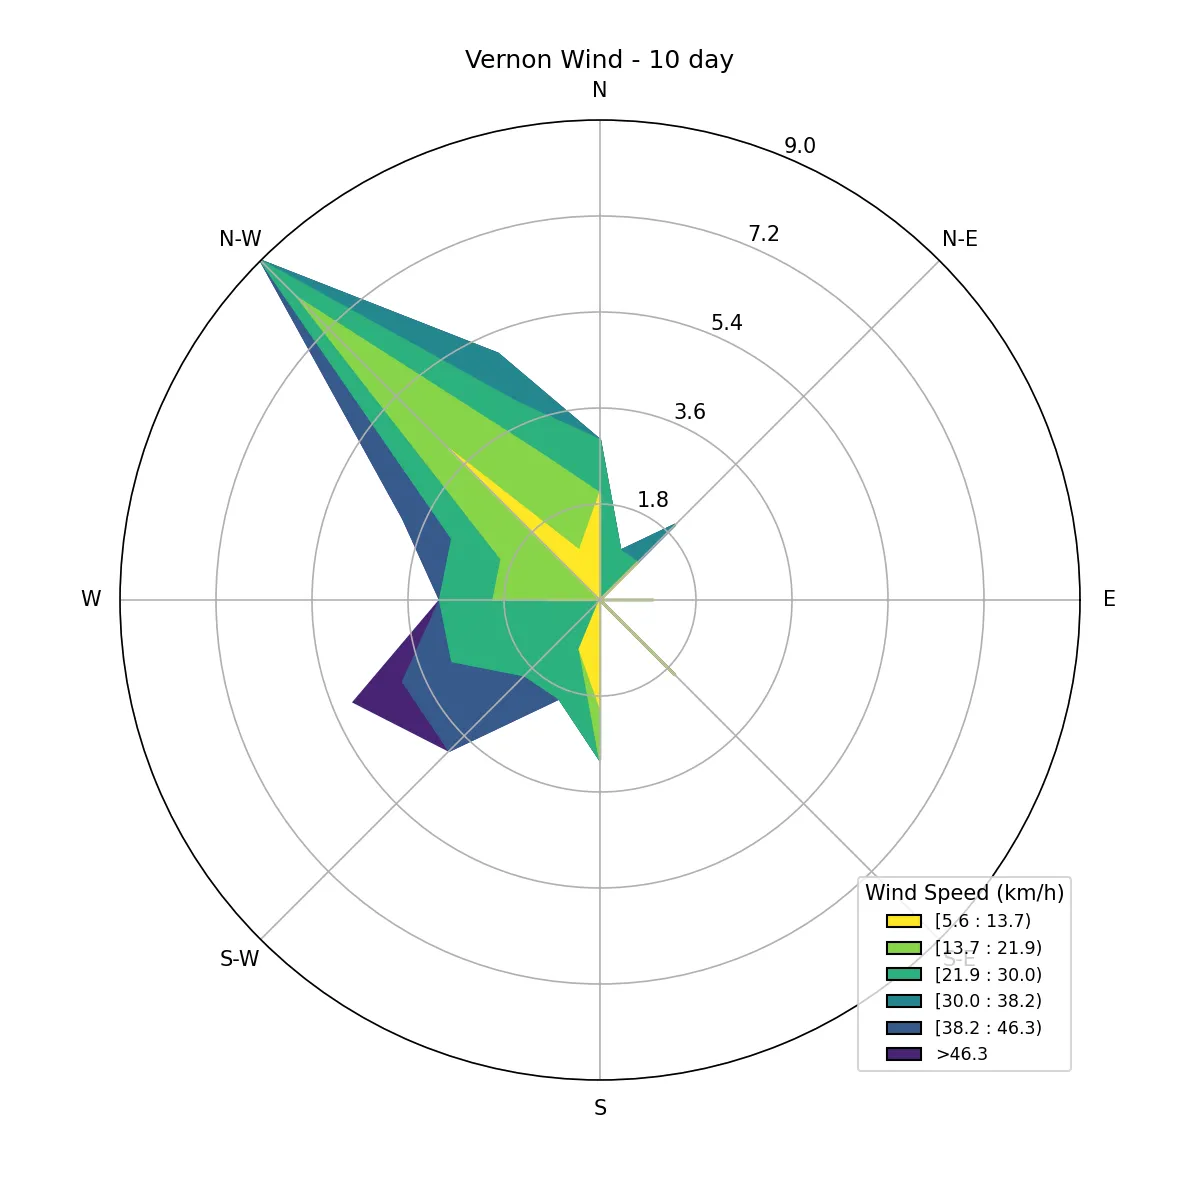 Vernon Wind - 10 day
N
9.0
N-W
N-E
7.2
5.4
3.6
1.8
W
E
Wind Speed (km/h)
[5.6 : 13.7)
[13.7 : 21.9)
S-W
S-E
[21.9 : 30.0)
[30.0 : 38.2)
[38.2 : 46.3)
>46.3
S